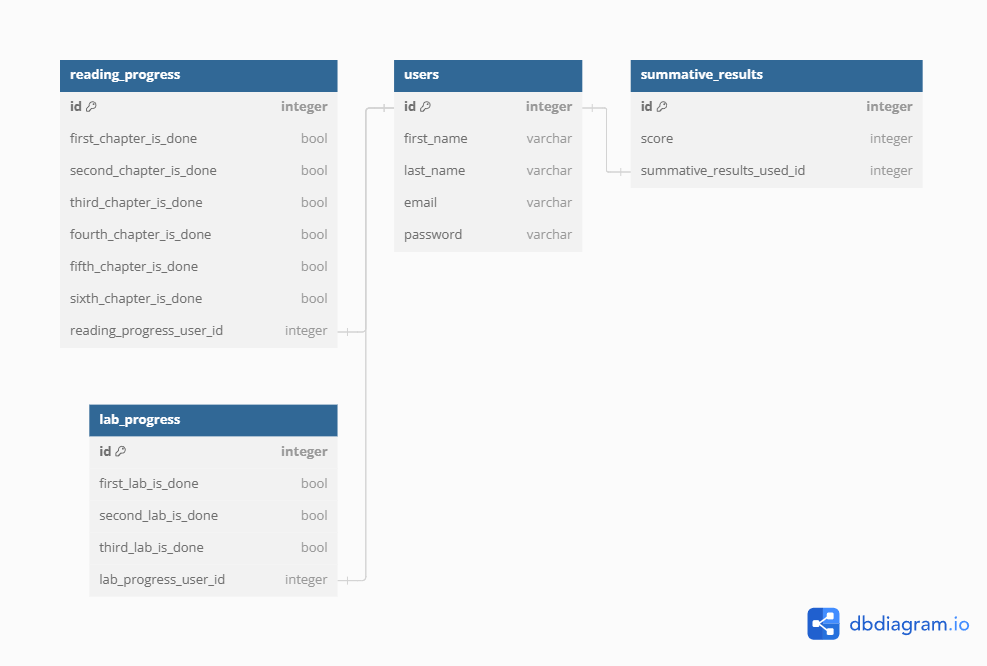 reading_progress
id integer
first_chapter_is_done bool
second_chapter_is_done bool
third_chapter_is_done bool
fourth_chapter_is_done bool
fifth_chapter_is_done bool
sixth_chapter_is_done bool
reading_progress_user_id integer
users
id integer
first_name varchar
last_name varchar
email varchar
password varchar
summative_results
id integer
score integer
summative_results_used_id integer
lab_progress
id integer
first_lab_is_done bool
second_lab_is_done bool
third_lab_is_done bool
lab_progress_user_id integer
dbdiagram.io